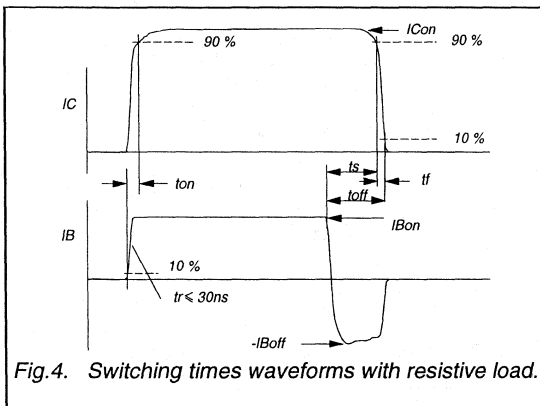 ICon
90 %
90 %
IC
10 %
ts
ton
tf
toff
IB
IBon
10 %
tr ≤ 30ns
-IBoff
Fig.4. Switching times waveforms with resistive load.